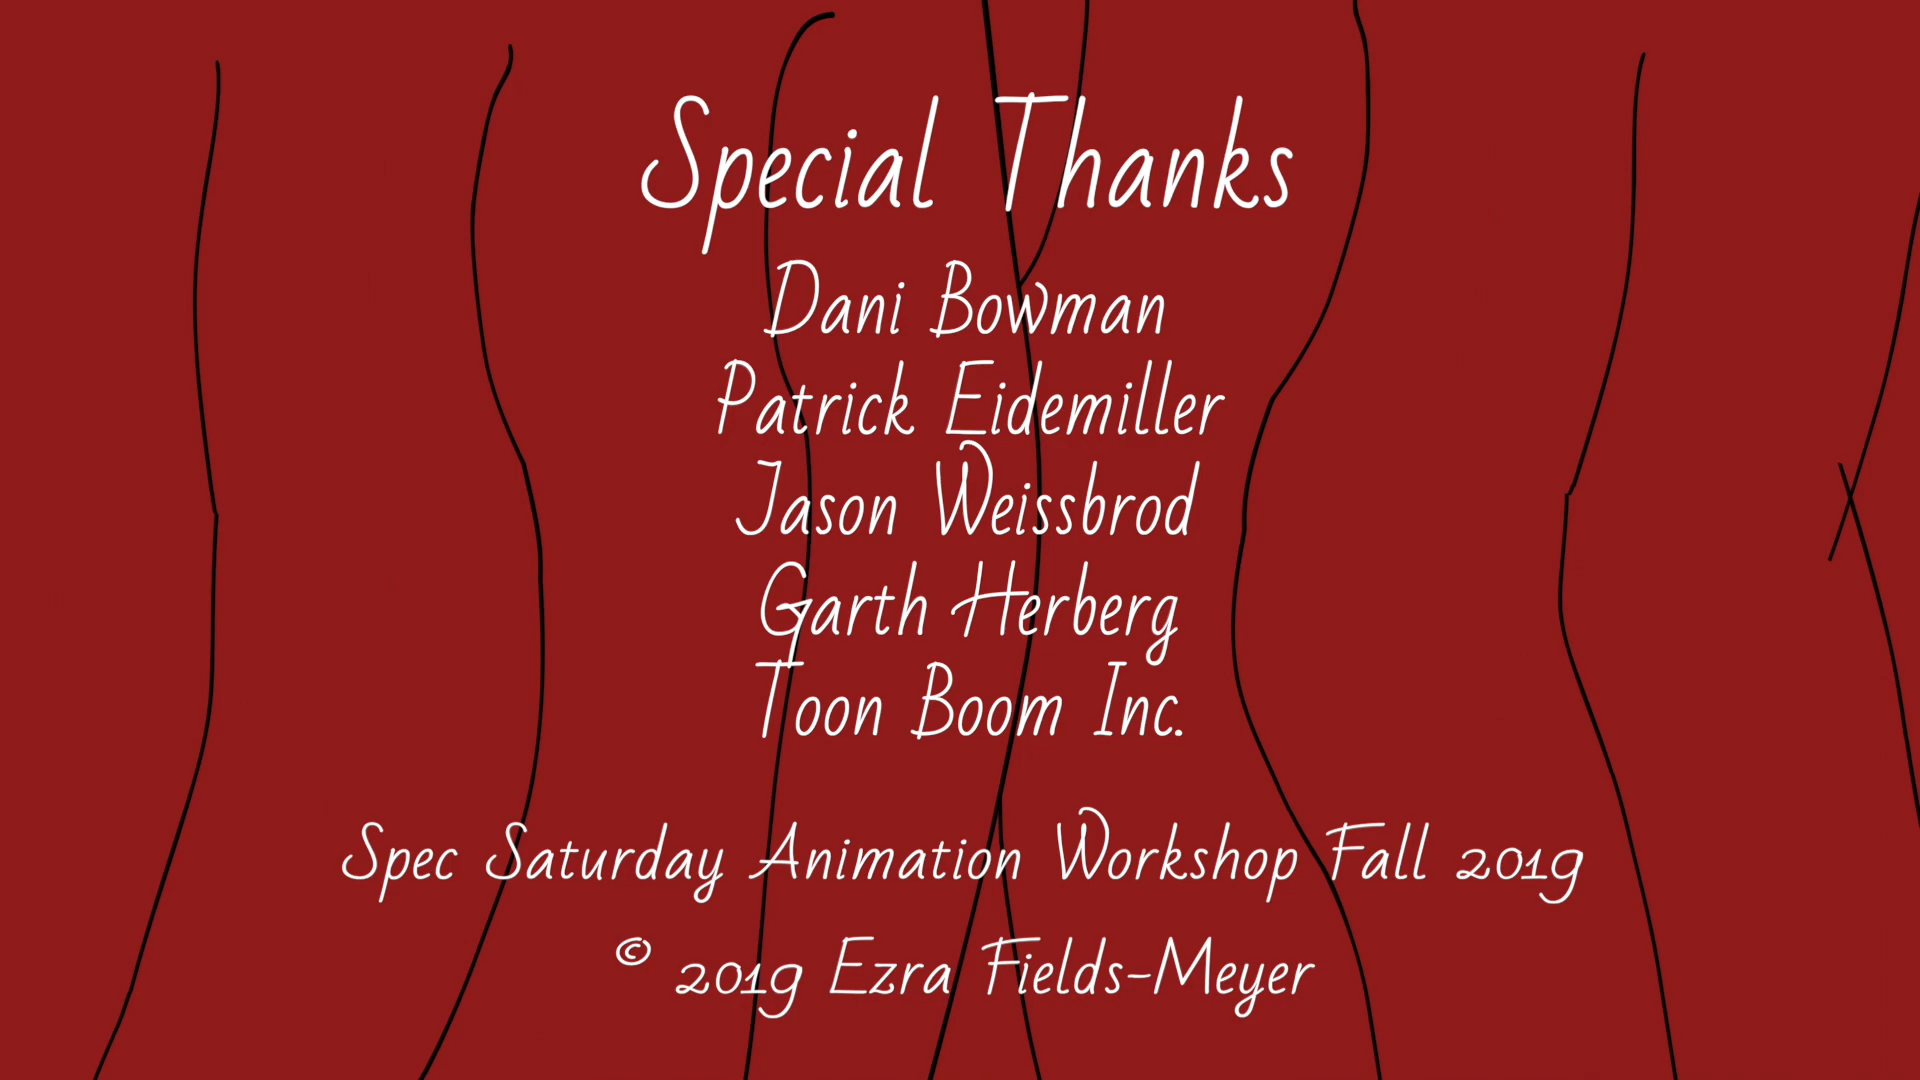 Special Thanks
Dani Bowman
Patrick Eidemiller
Jason Weissbrod
Garth Herberg
Toon Boom Inc.
Spec Saturday Animation Workshop Fall 2019
© 2019 Ezra Fields-Meyer